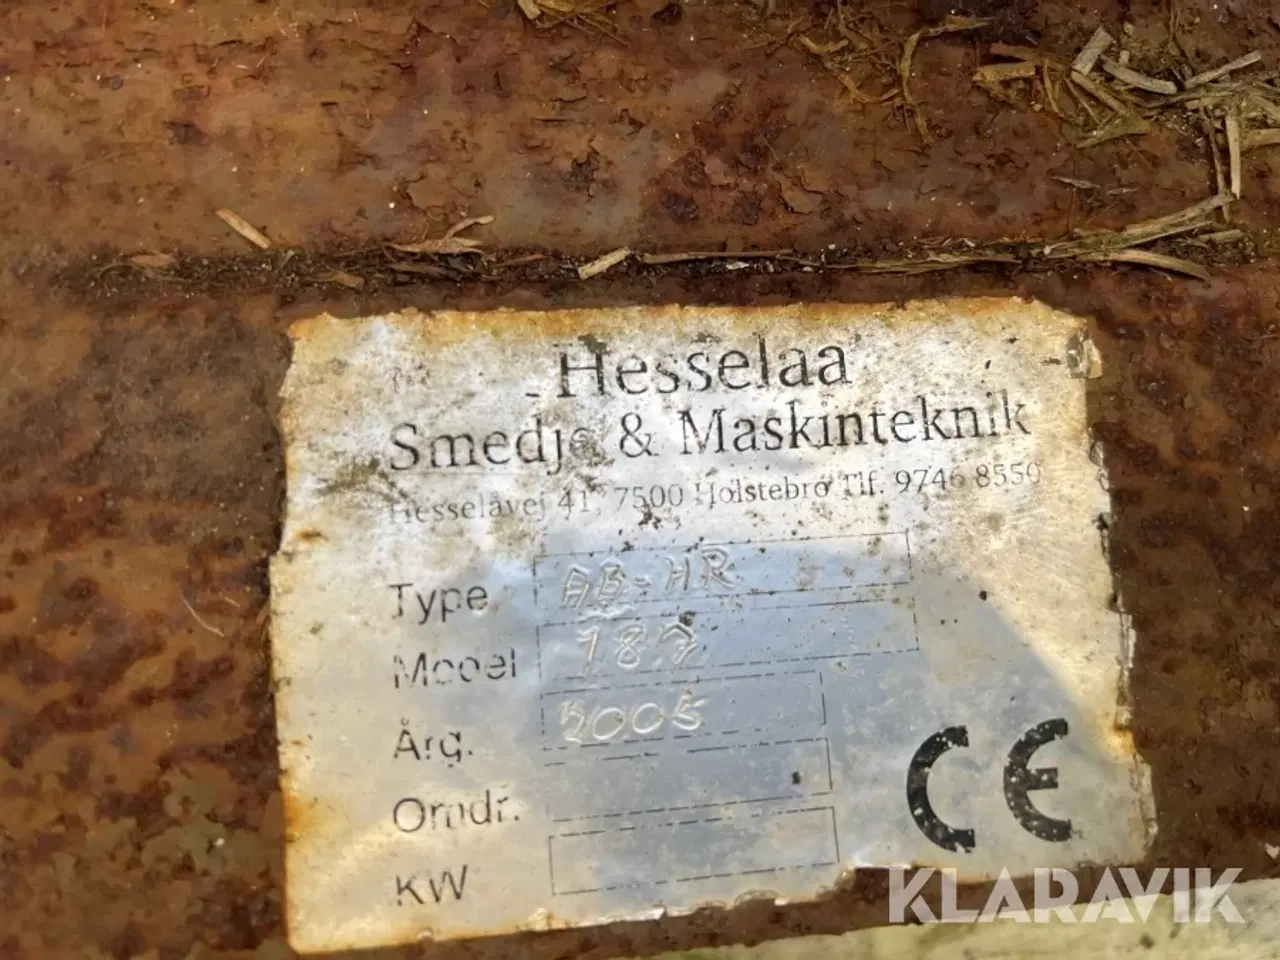 Hesselaa
Smedje & Maskinteknik
Hesselåvej 41, 7500 Holstebro Tlf. 9746 8550
Type AB-HR
Model 187
Årg. 2005
Omdr.
KW
CE
KLARAVIK